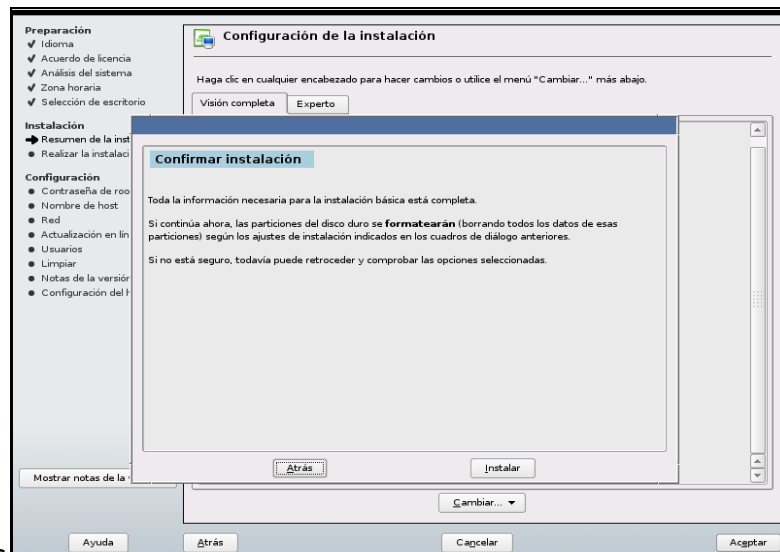 Preparación
Idioma
Acuerdo de licencia
Análisis del sistema
Zona horaria
Selección de escritorio
Instalación
Resumen de la inst
Realizar la instalaci
Configuración
Contraseña de roo
Nombre de host
Red
Actualización en lín
Usuarios
Limpiar
Notas de la versión
Configuración del h
Mostrar notas de la
Ayuda
Configuración de la instalación
Haga clic en cualquier encabezado para hacer cambios o utilice el menú "Cambiar..." más abajo.
Visión completa
Experto
Confirmar instalación
Toda la información necesaria para la instalación básica está completa.
Si continúa ahora, las particiones del disco duro se formatearán (borrando todos los datos de esas
particiones) según los ajustes de instalación indicados en los cuadros de diálogo anteriores.
Si no está seguro, todavía puede retroceder y comprobar las opciones seleccionadas.
Atrás
Instalar
Cambiar...
Atrás
Cancelar
Aceptar